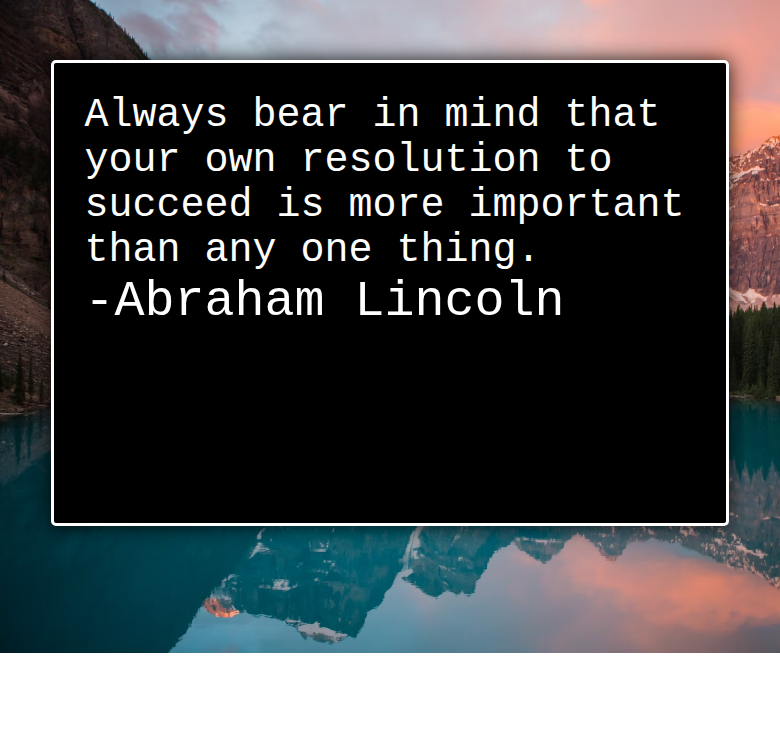 Always bear in mind that
your own resolution to
succeed is more important
than any one thing.
-Abraham Lincoln